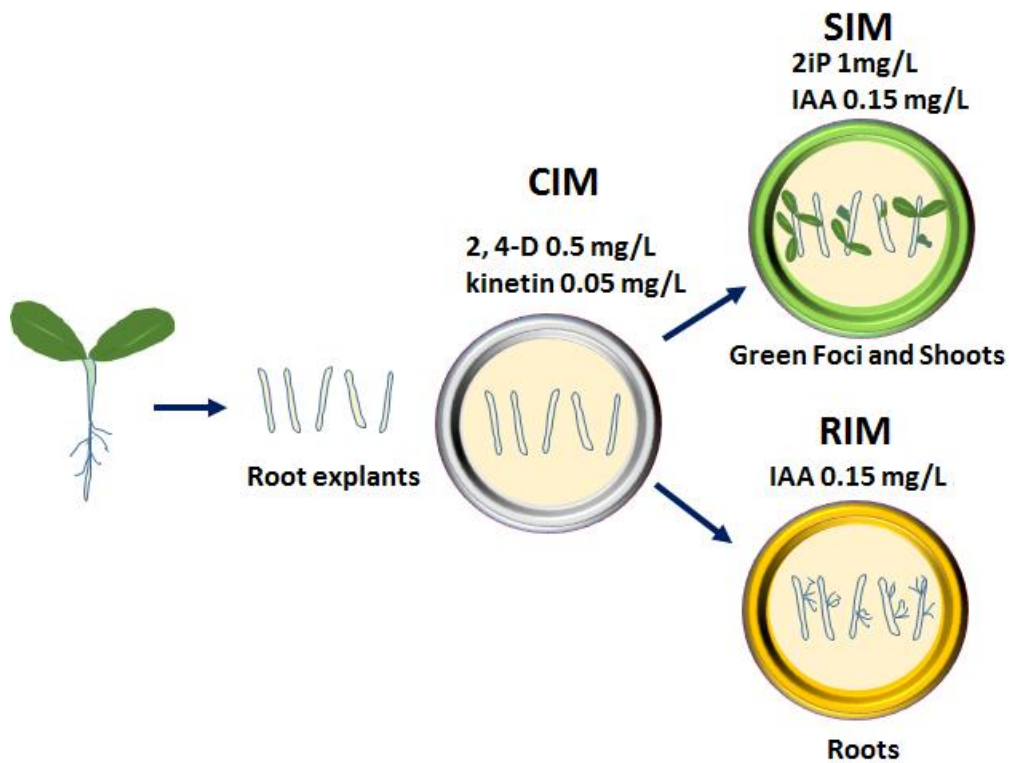 Root explants
CIM
2, 4-D 0.5 mg/L
kinetin 0.05 mg/L
SIM
2iP 1mg/L
IAA 0.15 mg/L
Green Foci and Shoots
RIM
IAA 0.15 mg/L
Roots